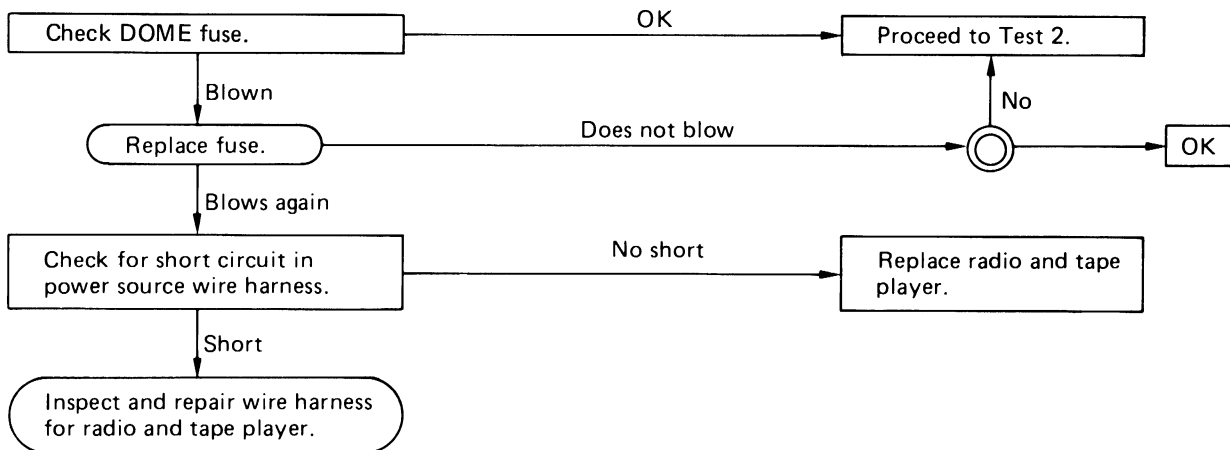 Check DOME fuse.
OK
Proceed to Test 2.
Blown
No
Replace fuse.
Does not blow
OK
Blows again
Check for short circuit in
power source wire harness.
No short
Replace radio and tape
player.
Short
Inspect and repair wire harness
for radio and tape player.